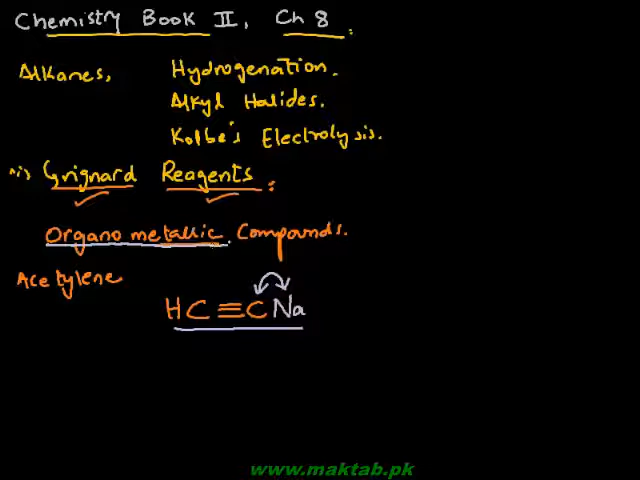 Chemistry Book II, Ch 8 :
Alkanes, Hydrogenation.
Alkyl Halides.
Kolbe's Electrolysis.
Grignard Reagents :
Organo metallic Compounds.
Acetylene
HC≡CNa
www.maktab.pk